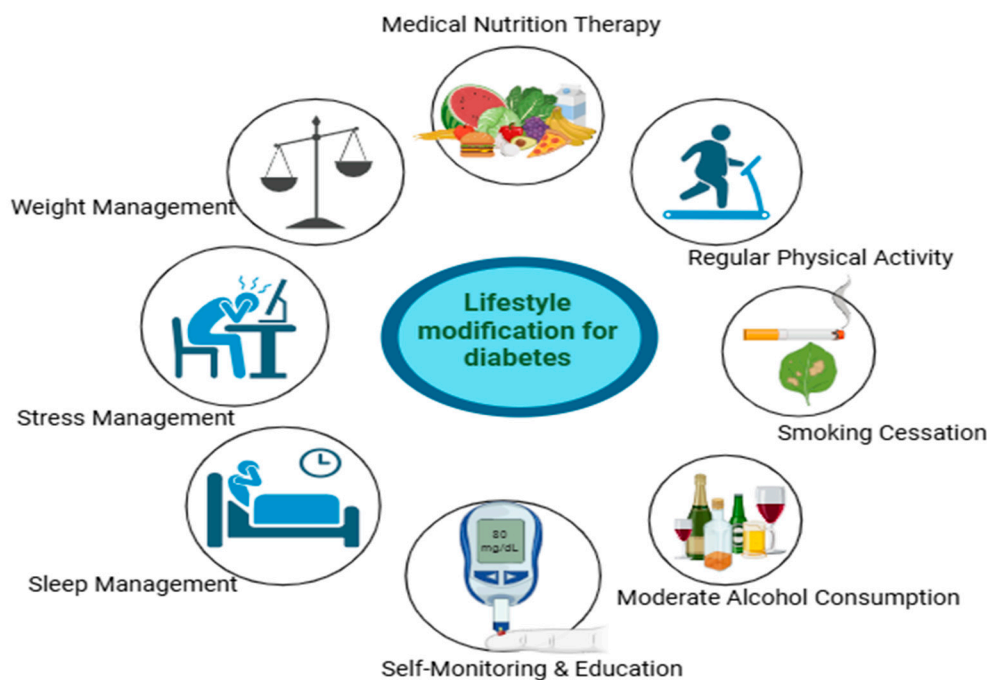 Medical Nutrition Therapy
Weight Management
Regular Physical Activity
Lifestyle
modification for
diabetes
Stress Management
Smoking Cessation
Sleep Management
80
mg/dL
Moderate Alcohol Consumption
Self-Monitoring & Education